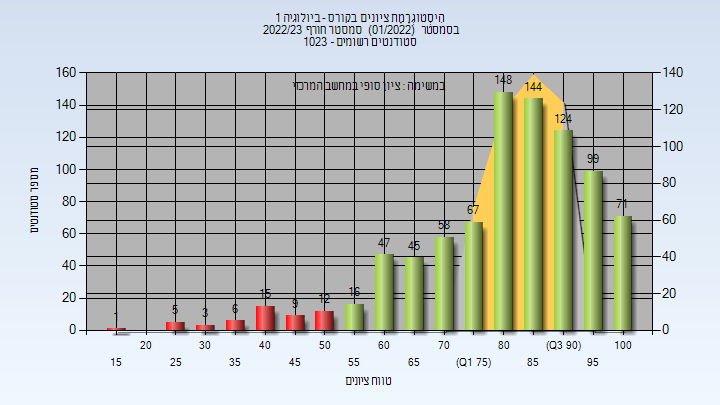 היסטוגרמת ציונים בקורס - ביולוגיה 1
בסמסטר (01/2022) סמסטר חורף 2022/23
סטודנטים רשומים - 1023
במשימה : ציון סופי במחשב המרכזי
מספר סטודנטים
160 140 120 100 80 60 40 20 0
140 120 100 80 60 40 20 0
1 5 3 6 15 9 12 16 47 45 58 67 148 144 124 99 71
20 30 40 50 60 70 80 (Q3 90) 100
15 25 35 45 55 65 (Q1 75) 85 95
טווח ציונים